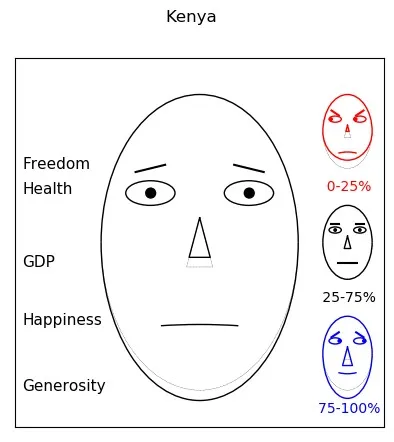 Kenya
Freedom
Health
GDP
Happiness
Generosity
0-25%
25-75%
75-100%